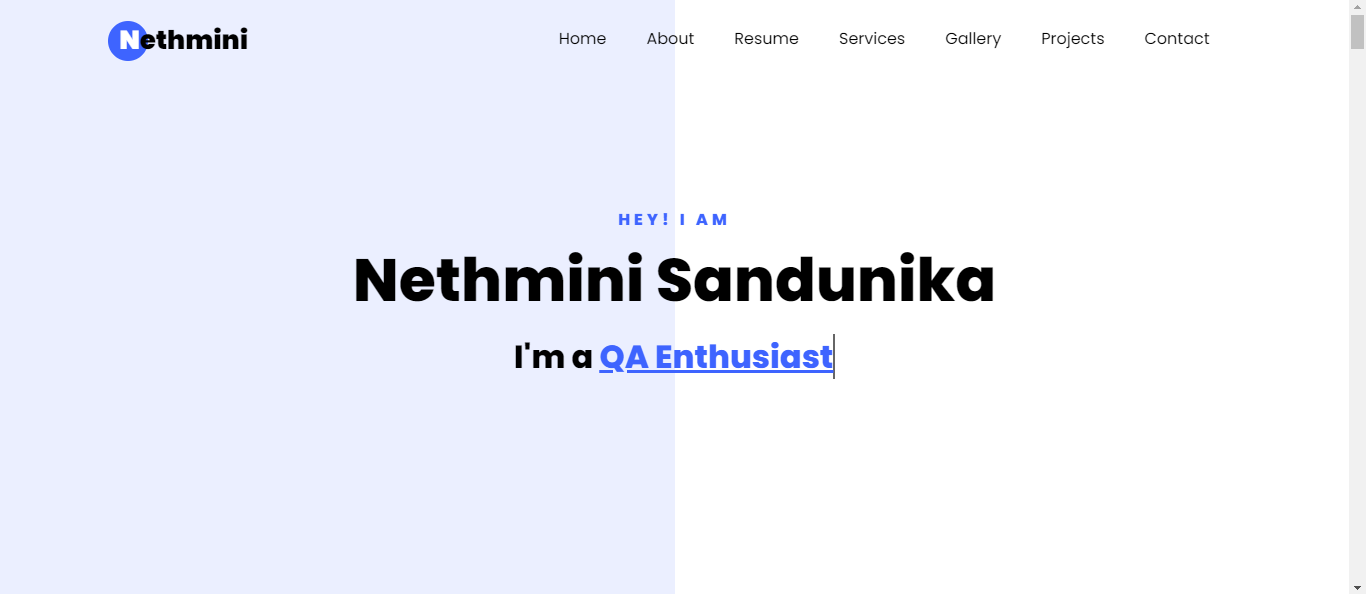 Nethmini
Home About Resume Services Gallery Projects Contact
HEY! I AM
Nethmini Sandunika
I'm a QA Enthusiast